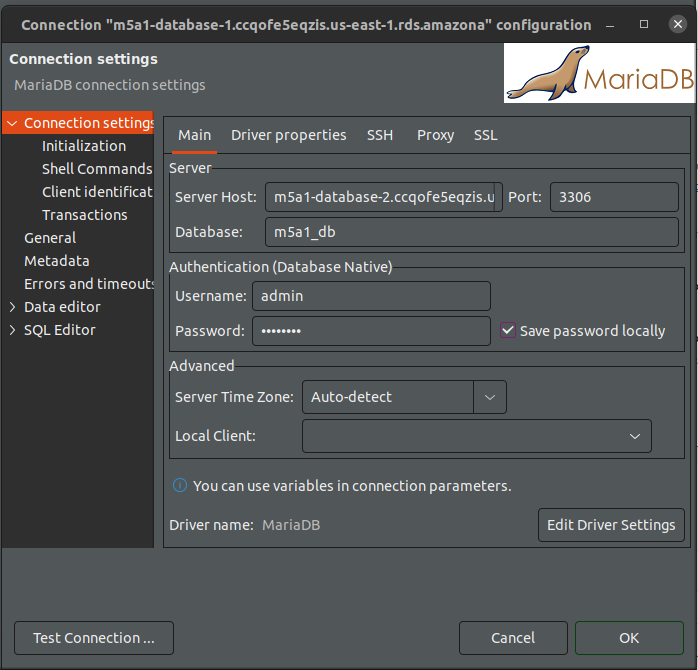 Connection "m5a1-database-1.ccqofe5eqzis.us-east-1.rds.amazona" configuration
Connection settings
MariaDB connection settings
MariaDB
Connection settings
Initialization
Shell Commands
Client identificat
Transactions
General
Metadata
Errors and timeouts
Data editor
SQL Editor
Main Driver properties SSH Proxy SSL
Server
Server Host: m5a1-database-2.ccqofe5eqzis.u Port: 3306
Database: m5a1_db
Authentication (Database Native)
Username: admin
Password: ••••••••
Save password locally
Advanced
Server Time Zone: Auto-detect
Local Client:
You can use variables in connection parameters.
Driver name: MariaDB
Edit Driver Settings
Test Connection ...
Cancel
OK